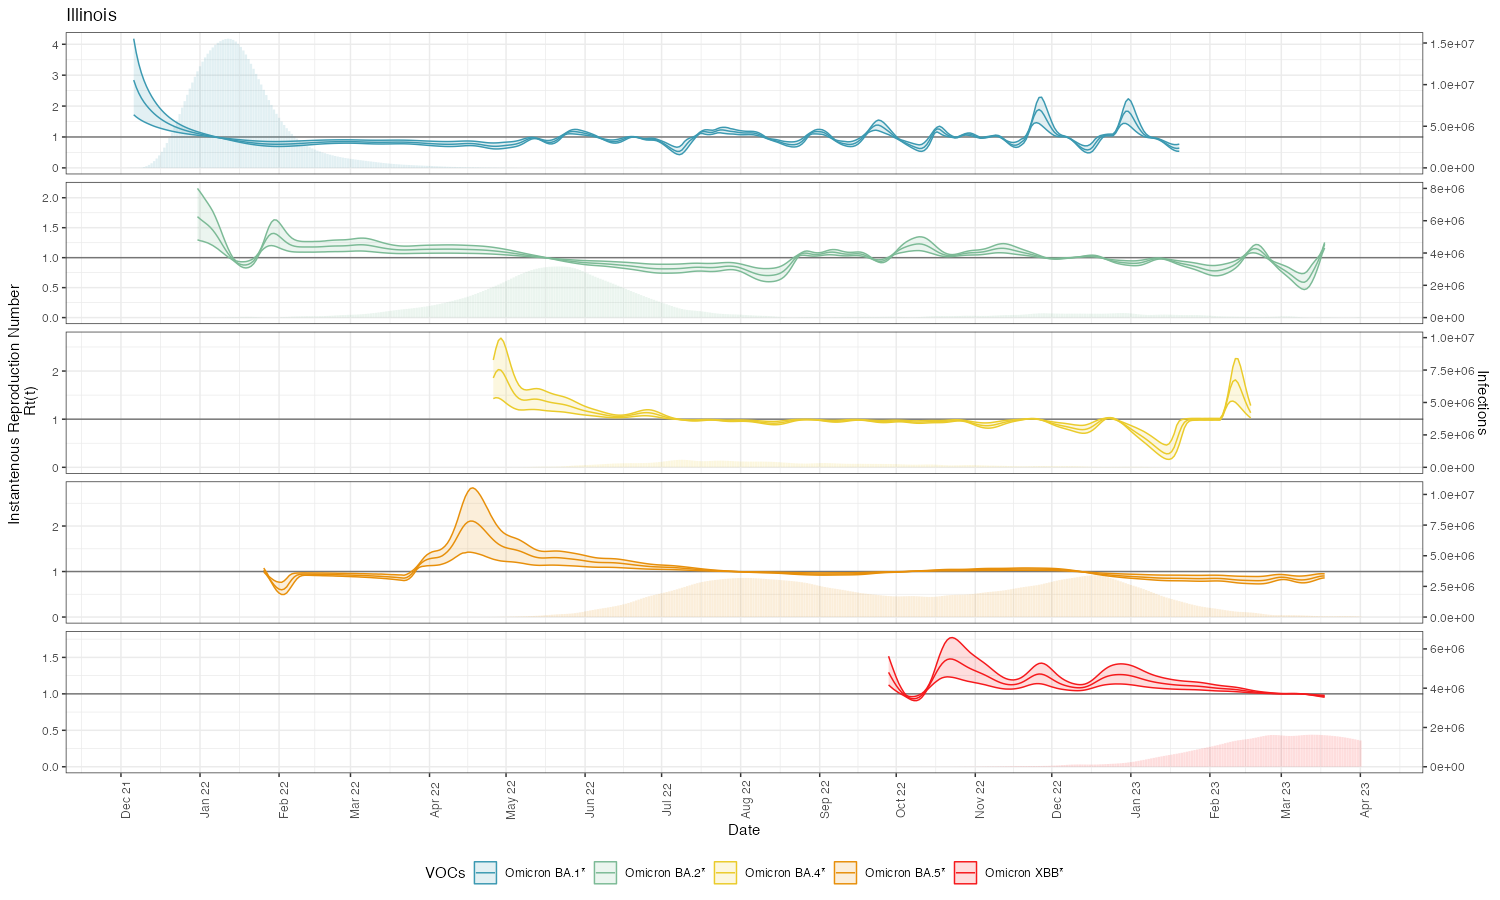 Illinois
4
3
2
1
0
1.5e+07
1.0e+07
5.0e+06
0.0e+00
2.0
1.5
1.0
0.5
0.0
8e+06
6e+06
4e+06
2e+06
0e+00
2
1
0
1.0e+07
7.5e+06
5.0e+06
2.5e+06
0.0e+00
2
1
0
1.0e+07
7.5e+06
5.0e+06
2.5e+06
0.0e+00
1.5
1.0
0.5
0.0
6e+06
4e+06
2e+06
0e+00
Instantenous Reproduction Number
Rt(t)
Infections
Dec 21
Jan 22
Feb 22
Mar 22
Apr 22
May 22
Jun 22
Jul 22
Aug 22
Sep 22
Oct 22
Nov 22
Dec 22
Jan 23
Feb 23
Mar 23
Apr 23
Date
VOCs Omicron BA.1* Omicron BA.2* Omicron BA.4* Omicron BA.5* Omicron XBB*